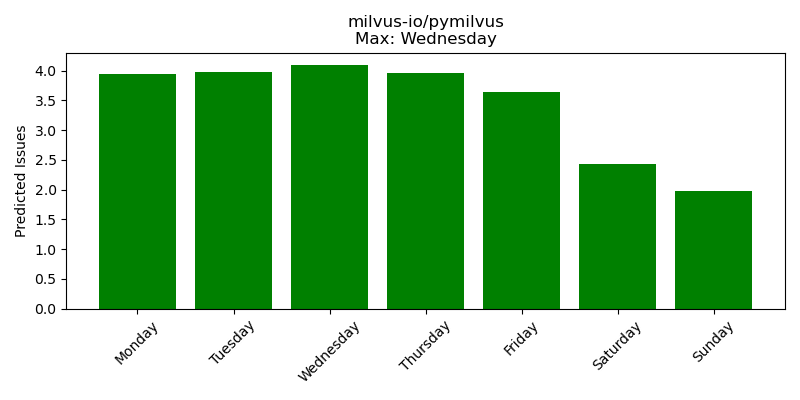 milvus-io/pymilvus
Max: Wednesday
Predicted Issues
4.0
3.5
3.0
2.5
2.0
1.5
1.0
0.5
0.0
Monday
Tuesday
Wednesday
Thursday
Friday
Saturday
Sunday